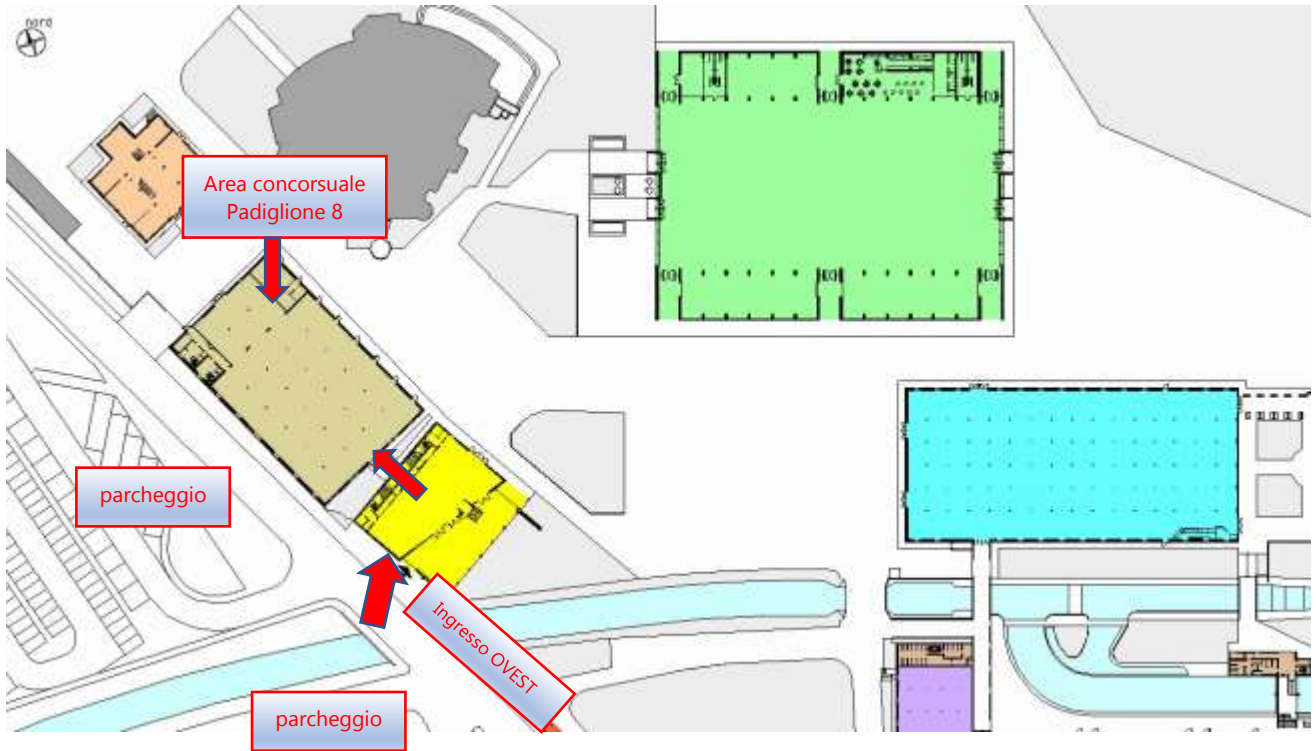 nord
Area concorsuale
Padiglione 8
parcheggio
Ingresso OVEST
parcheggio